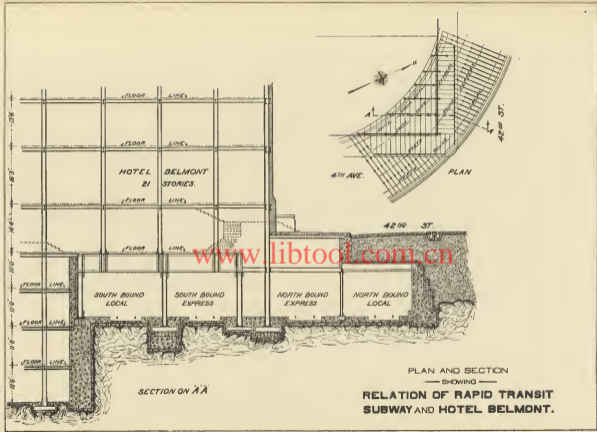 FLOOR LINE
FLOOR LINE
HOTEL BELMONT
21 STORIES.
FLOOR LINE
FLOOR LINE
FLOOR LINE
FLOOR LINE
FLOOR LINE
N
A
A
4TH AVE.
PLAN
42ND ST.
42ND ST.
www.libtool.com.cn
SOUTH BOUND
LOCAL
SOUTH BOUND
EXPRESS
NORTH BOUND
EXPRESS
NORTH BOUND
LOCAL
SECTION ON AA
PLAN AND SECTION
SHOWING
RELATION OF RAPID TRANSIT
SUBWAY AND HOTEL BELMONT.